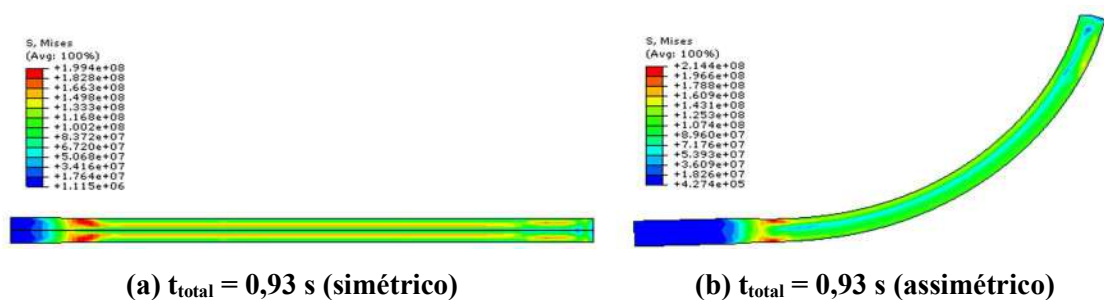 S, Mises
(Avg: 100%)
+1.994e+08
+1.828e+08
+1.663e+08
+1.498e+08
+1.333e+08
+1.168e+08
+1.002e+08
+8.372e+07
+6.720e+07
+5.068e+07
+3.416e+07
+1.764e+07
+1.115e+06
S, Mises
(Avg: 100%)
+2.144e+08
+1.966e+08
+1.788e+08
+1.609e+08
+1.431e+08
+1.253e+08
+1.074e+08
+8.960e+07
+7.176e+07
+5.393e+07
+3.609e+07
+1.826e+07
+4.274e+05
(a) t_total = 0,93 s (simétrico)
(b) t_total = 0,93 s (assimétrico)